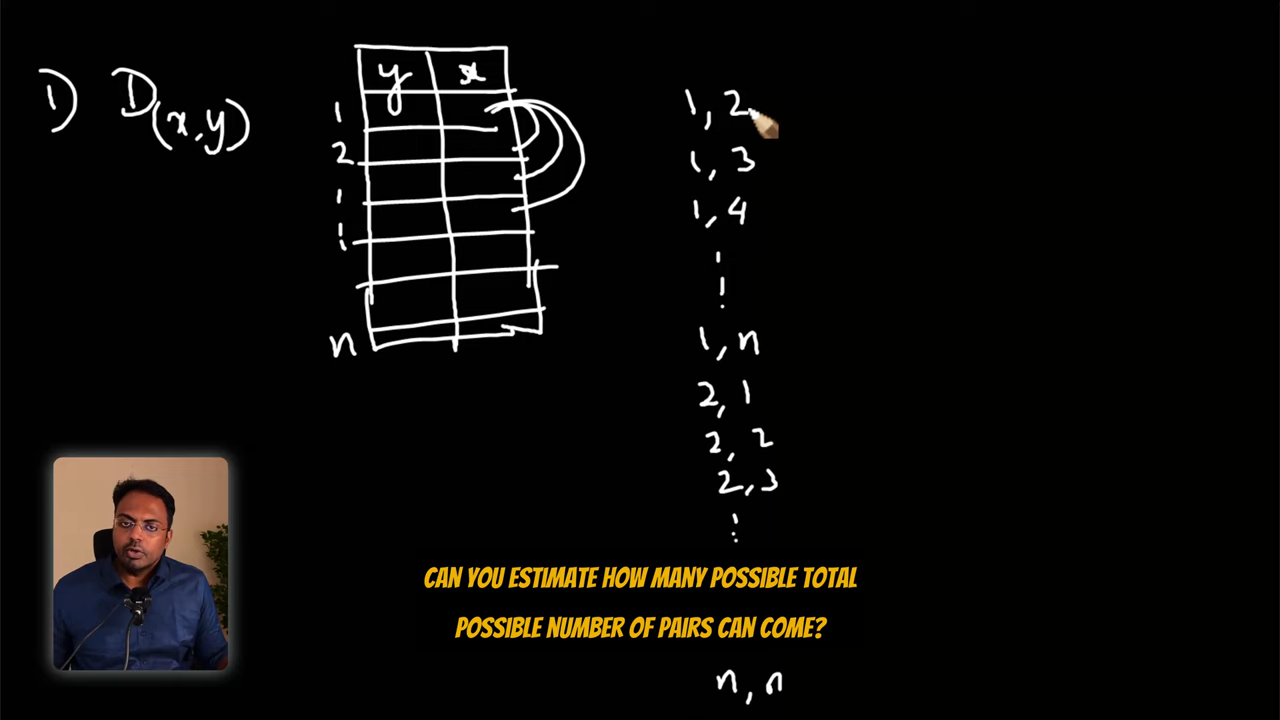 1) D(x,y)
y x
1
2
n
1, 2
1, 3
1, 4
1, n
2, 1
2, 2
2, 3
CAN YOU ESTIMATE HOW MANY POSSIBLE TOTAL
POSSIBLE NUMBER OF PAIRS CAN COME?
n, n